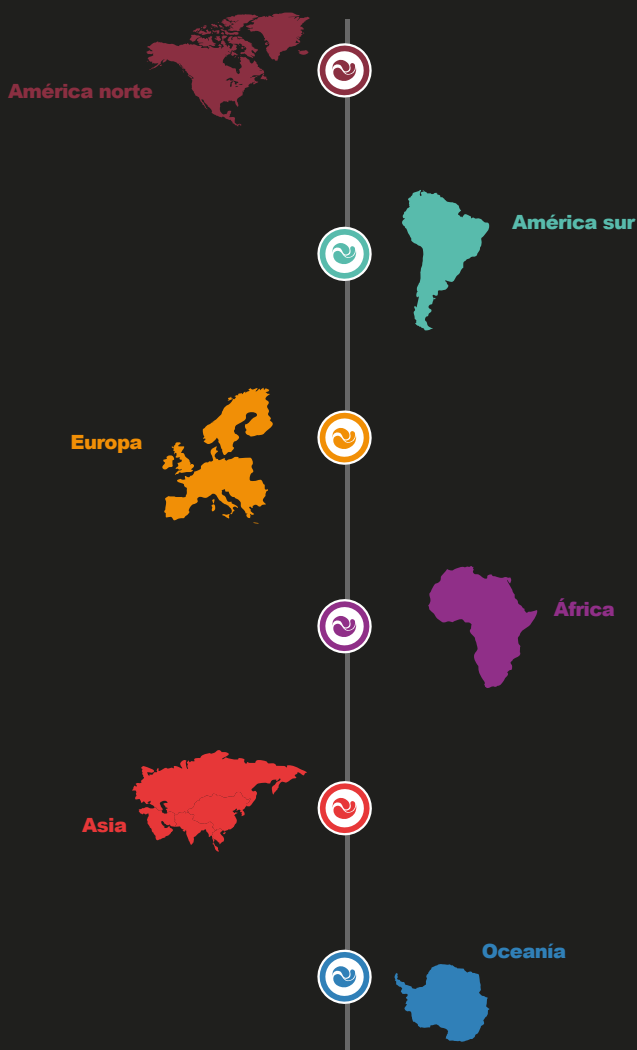 América norte
América sur
Europa
África
Asia
Oceanía